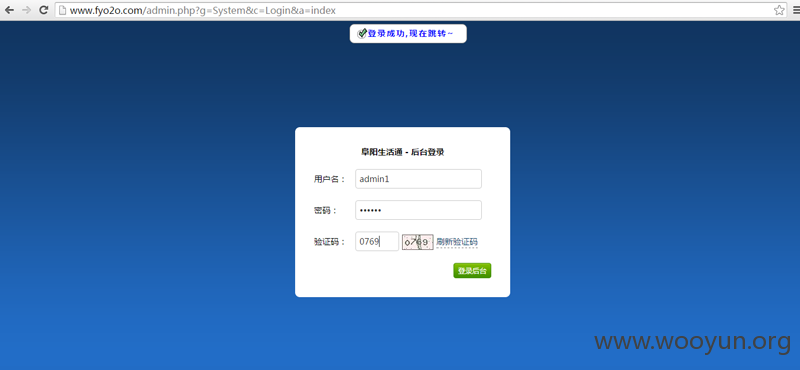 www.fyo2o.com/admin.php?g=System&c=Login&a=index
登录成功,现在跳转~
阜阳生活通 - 后台登录
用户名： admin1
密码： ••••••
验证码： 0769 0769 刷新验证码
登录后台
www.wooyun.org